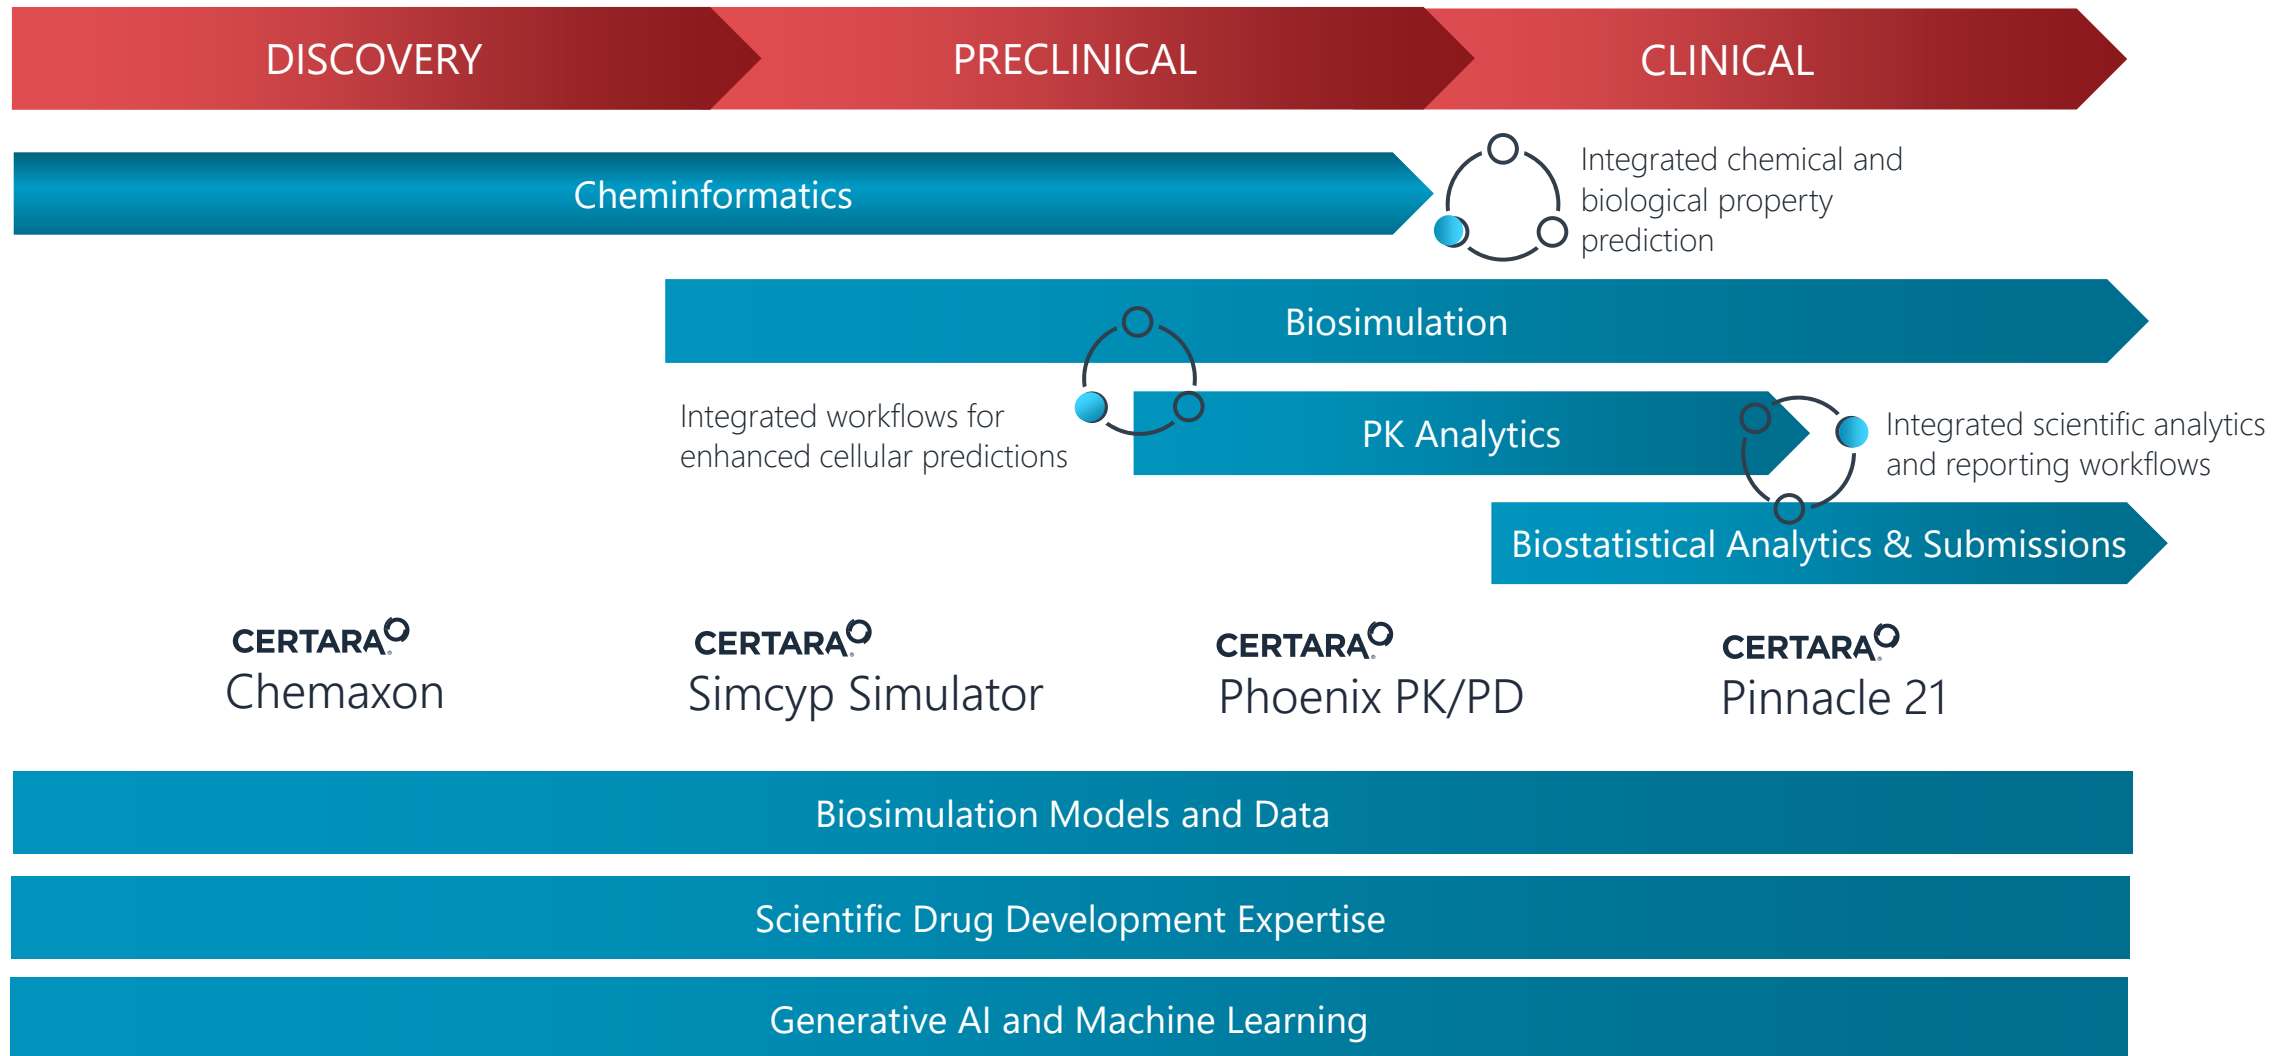 DISCOVERY
PRECLINICAL
CLINICAL
Cheminformatics
Integrated chemical and
biological property
prediction
Biosimulation
Integrated workflows for
enhanced cellular predictions
PK Analytics
Integrated scientific analytics
and reporting workflows
Biostatistical Analytics & Submissions
CERTARA®
Chemaxon
CERTARA®
Simcyp Simulator
CERTARA®
Phoenix PK/PD
CERTARA®
Pinnacle 21
Biosimulation Models and Data
Scientific Drug Development Expertise
Generative AI and Machine Learning